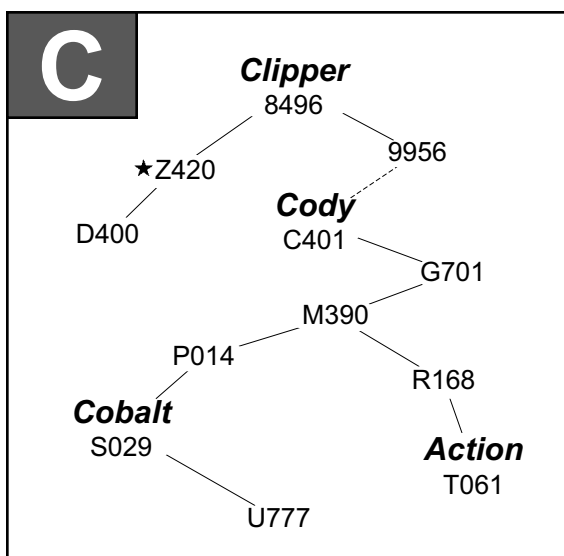 C
Clipper
8496
9956
★Z420
Cody
D400
C401
G701
M390
P014
R168
Cobalt
S029
Action
T061
U777